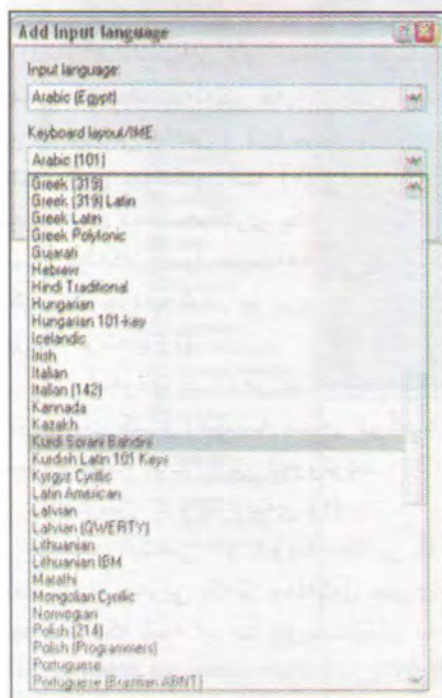 Add Input language
Input language:
Arabic (Egypt)
Keyboard layout/IME:
Arabic (101)
Greek (319)
Greek (319) Latin
Greek Latin
Greek Polytonic
Gujarati
Hebrew
Hindi Traditional
Hungarian
Hungarian 101-key
Icelandic
Irish
Italian
Italian (142)
Kannada
Kazakh
Kurdi Sorani Bahdini
Kurdish Latin 101 Keys
Kyrgyz Cyrillic
Latin American
Latvian
Latvian (QWERTY)
Lithuanian
Lithuanian IBM
Marathi
Mongolian Cyrillic
Norwegian
Polish (214)
Polish (Programmers)
Portuguese
Portuguese (Brazilian ABNT)